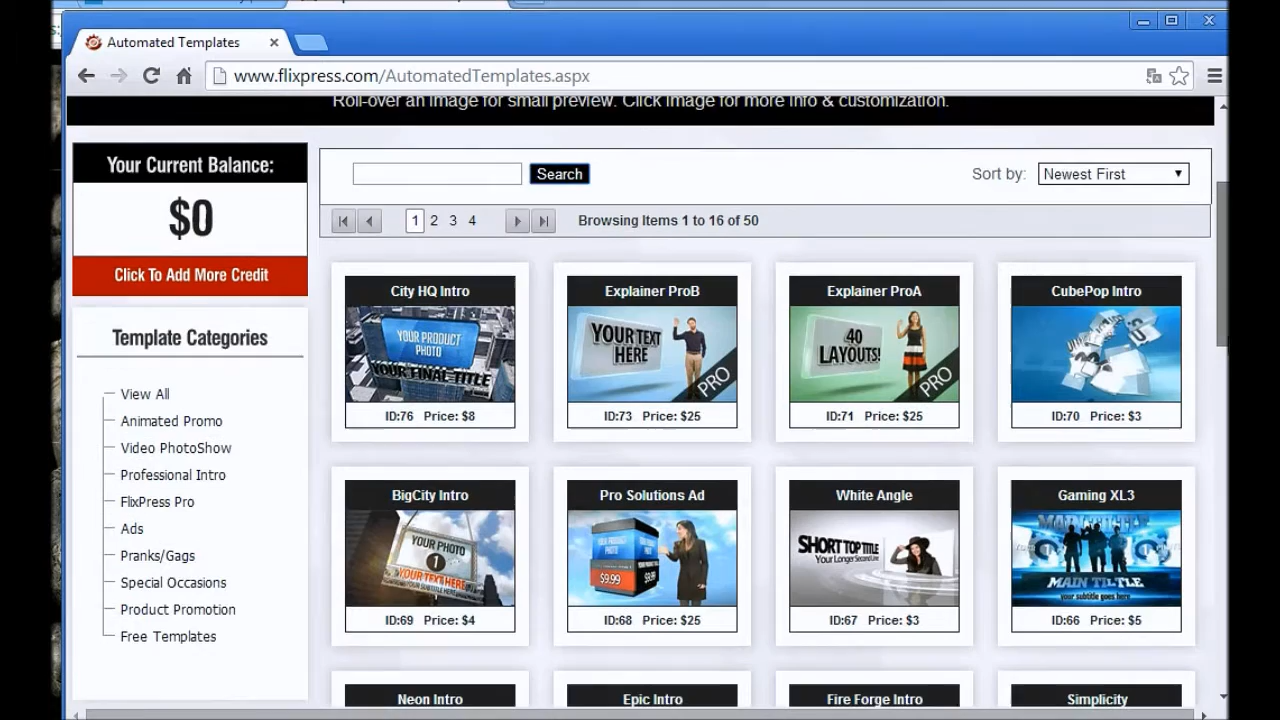 Automated Templates
www.flixpress.com/AutomatedTemplates.aspx
Roll-over an image for small preview. Click image for more info & customization.
Your Current Balance:
$0
Click To Add More Credit
Template Categories
View All
Animated Promo
Video PhotoShow
Professional Intro
FlixPress Pro
Ads
Pranks/Gags
Special Occasions
Product Promotion
Free Templates
Search
Sort by: Newest First
1 2 3 4
Browsing Items 1 to 16 of 50
City HQ Intro
YOUR PRODUCT
PHOTO
YOUR FINAL TITLE
ID:76 Price: $8
Explainer ProB
YOUR TEXT
HERE
PRO
ID:73 Price: $25
Explainer ProA
40
LAYOUTS!
PRO
ID:71 Price: $25
CubePop Intro
ID:70 Price: $3
BigCity Intro
YOUR PHOTO
1
YOUR TEXT HERE
ID:69 Price: $4
Pro Solutions Ad
$9.99
ID:68 Price: $25
White Angle
SHORT TOP TITLE
Your Longer Second Line
ID:67 Price: $3
Gaming XL3
MAIN TILTLE
your subtitle goes here
ID:66 Price: $5
Neon Intro
Epic Intro
Fire Forge Intro
Simplicity